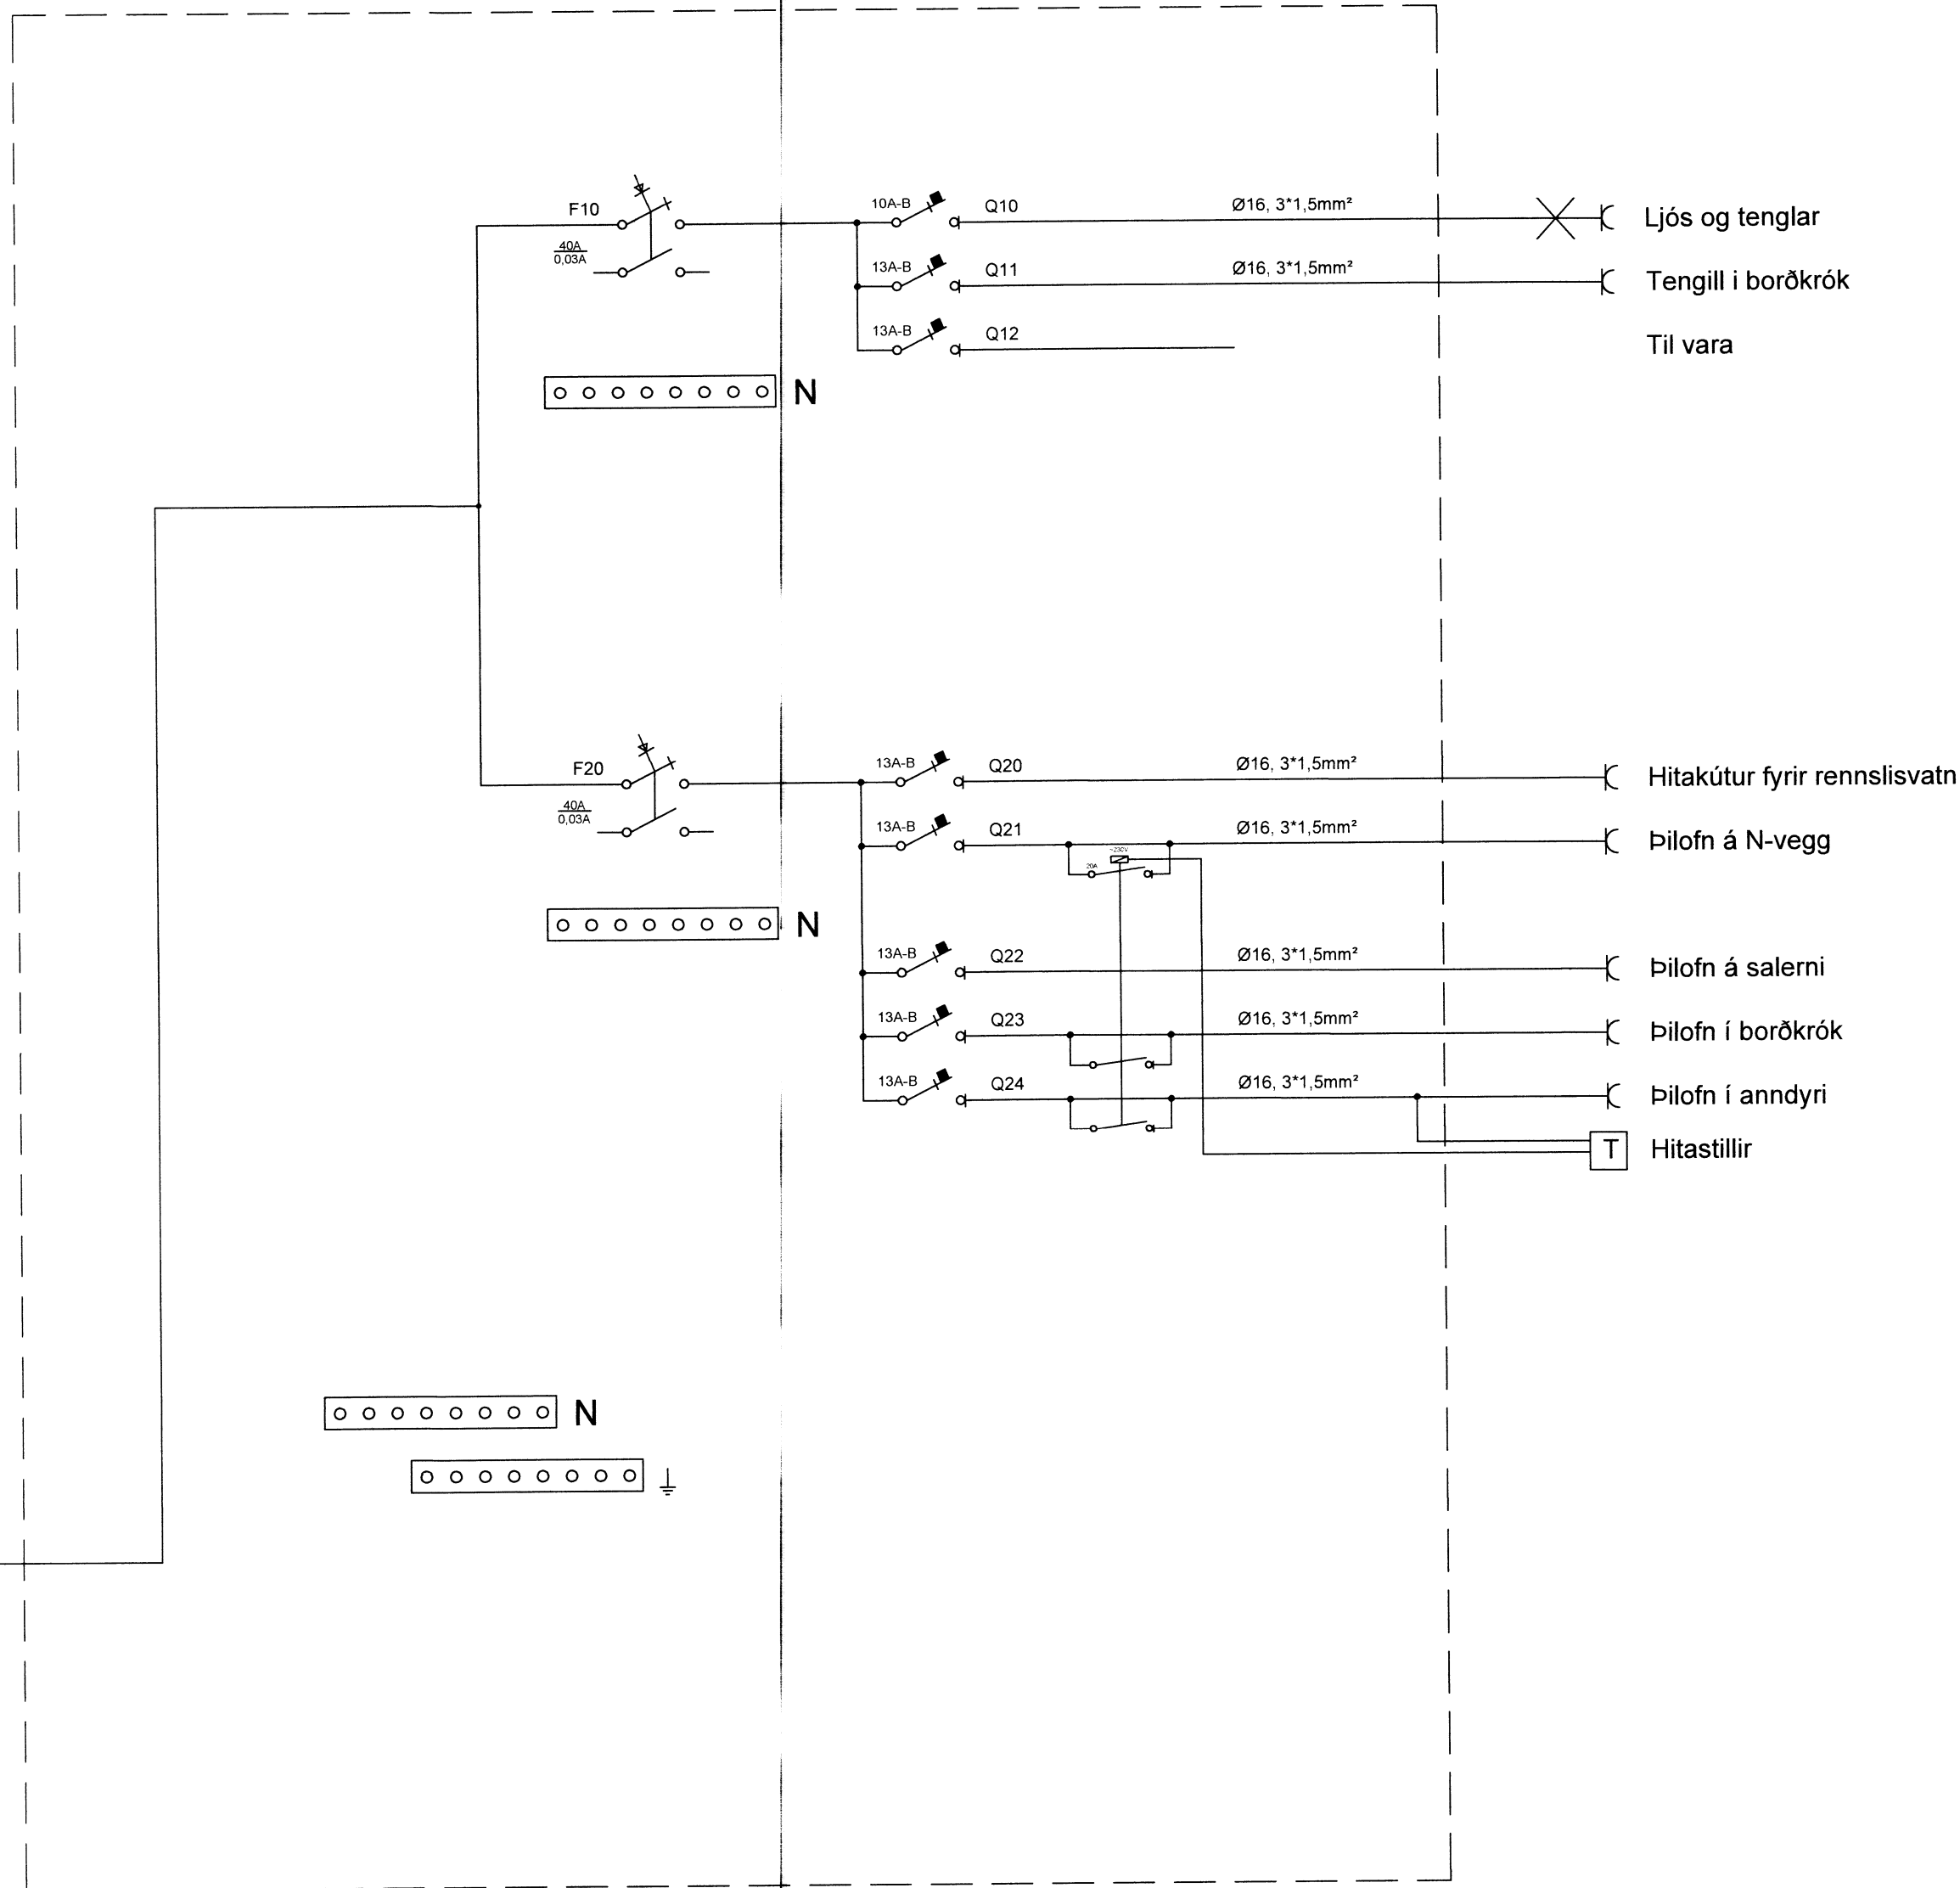 10A-B Q10 Ø16, 3*1,5mm² Ljós og tenglar
F10
40A
0,03A
13A-B Q11 Ø16, 3*1,5mm² Tengill i borðkrók
13A-B Q12 Til vara
N
F20
40A
0,03A
13A-B Q20 Ø16, 3*1,5mm² Hitakútur fyrir rennslisvatn
13A-B Q21 Ø16, 3*1,5mm² Þilofn á N-vegg
~230V
20A
N
13A-B Q22 Ø16, 3*1,5mm² Þilofn á salerni
13A-B Q23 Ø16, 3*1,5mm² Þilofn í borðkrók
13A-B Q24 Ø16, 3*1,5mm² Þilofn í anndyri
T Hitastillir
N